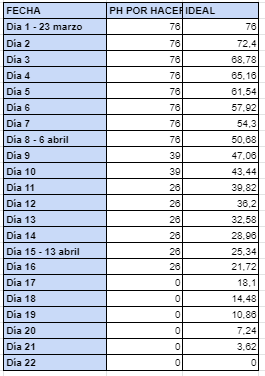 FECHA PH POR HACER IDEAL
Dia 1 - 23 marzo 76 76
Dia 2 76 72,4
Dia 3 76 68,78
Dia 4 76 65,16
Dia 5 76 61,54
Dia 6 76 57,92
Dia 7 76 54,3
Dia 8 - 6 abril 76 50,68
Dia 9 39 47,06
Dia 10 39 43,44
Dia 11 26 39,82
Dia 12 26 36,2
Dia 13 26 32,58
Dia 14 26 28,96
Dia 15 - 13 abril 26 25,34
Dia 16 26 21,72
Dia 17 0 18,1
Dia 18 0 14,48
Dia 19 0 10,86
Dia 20 0 7,24
Dia 21 0 3,62
Dia 22 0 0